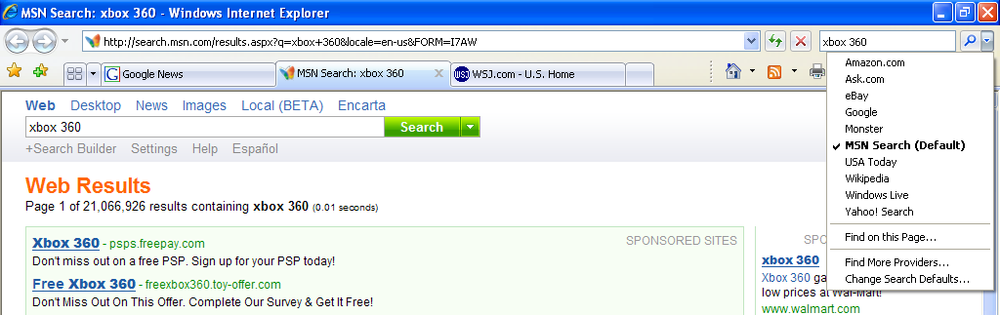 MSN Search: xbox 360 - Windows Internet Explorer
http://search.msn.com/results.aspx?q=xbox+360&locale=en-us&FORM=I7AW
xbox 360
Google News
MSN Search: xbox 360
WSJ.com - U.S. Home
Web Desktop News Images Local (BETA) Encarta
xbox 360
Search
+Search Builder Settings Help Español
Web Results
Page 1 of 21,066,926 results containing xbox 360 (0.01 seconds)
Xbox 360 - psps.freepay.com
SPONSORED SITES
Don't miss out on a free PSP. Sign up for your PSP today!
Free Xbox 360 - freexbox360.toy-offer.com
Don't Miss Out On This Offer. Complete Our Survey & Get It Free!
xbox 360
Xbox 360 ga
low prices at Wal-Mart!
www.walmart.com
Amazon.com
Ask.com
eBay
Google
Monster
MSN Search (Default)
USA Today
Wikipedia
Windows Live
Yahoo! Search
Find on this Page...
Find More Providers...
Change Search Defaults...